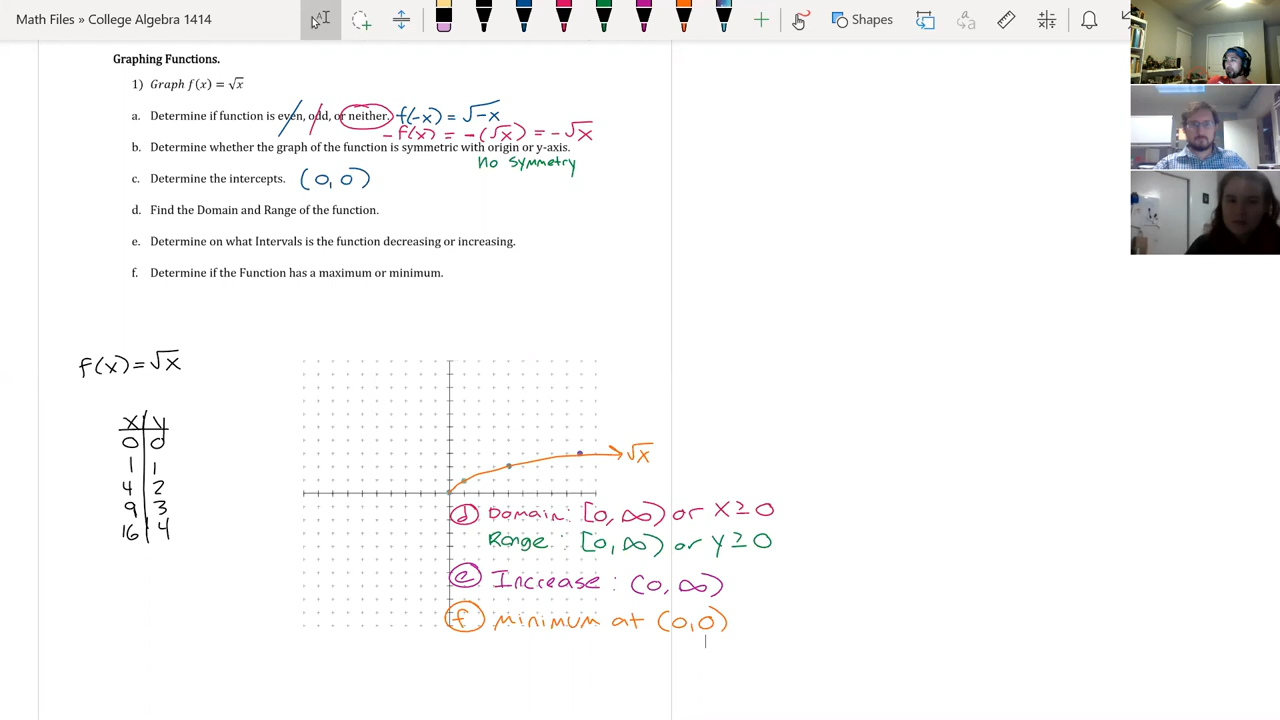 Math Files » College Algebra 1414
Shapes
Graphing Functions.
1) Graph f(x) = √x
a. Determine if function is even, odd, or neither. f(-x) = √-x
-f(x) = -(√x) = -√x
b. Determine whether the graph of the function is symmetric with origin or y-axis.
No Symmetry
c. Determine the intercepts. (0,0)
d. Find the Domain and Range of the function.
e. Determine on what Intervals is the function decreasing or increasing.
f. Determine if the Function has a maximum or minimum.
f(x)=√x
x y
0 0
1 1
4 2
9 3
16 4
√x
d Domain: [0,∞) or x≥0
Range: [0,∞) or y≥0
e Increase: (0,∞)
f minimum at (0,0)